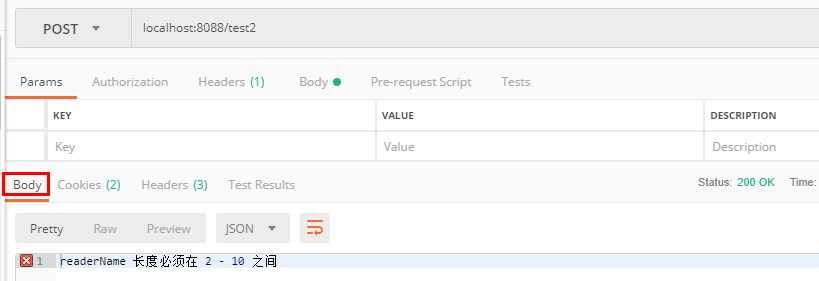 POST localhost:8088/test2
Params Authorization Headers (1) Body Pre-request Script Tests
KEY VALUE DESCRIPTION
Key Value Description
Body Cookies (2) Headers (3) Test Results Status: 200 OK Time:
Pretty Raw Preview JSON
1 readerName 长度必须在 2 - 10 之间